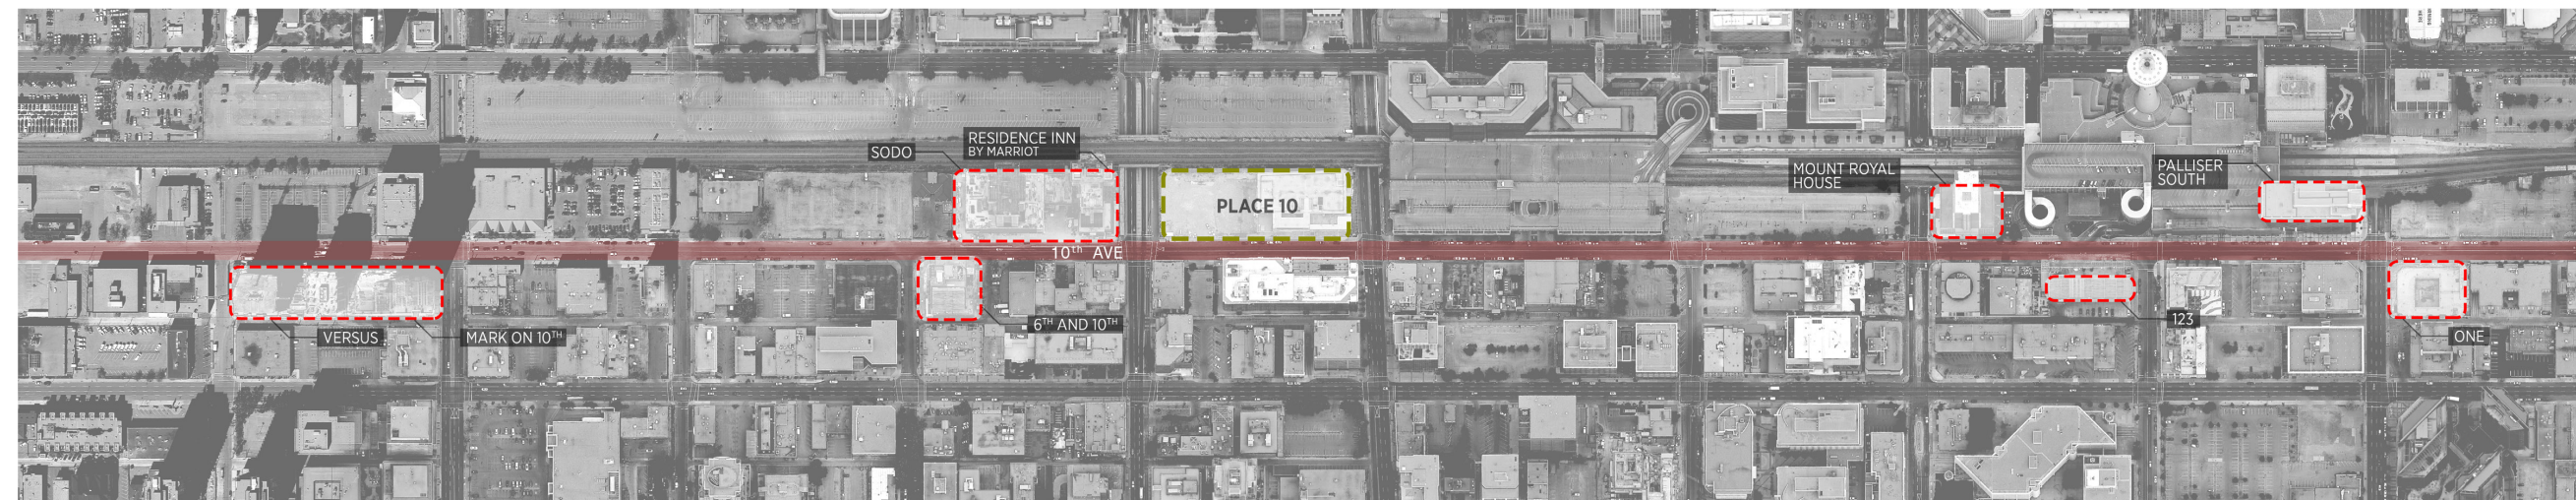 RESIDENCE INN
BY MARRIOT
SODO
MOUNT ROYAL
HOUSE
PALLISER
SOUTH
PLACE 10
10th AVE
6TH AND 10TH
VERSUS
MARK ON 10TH
123
ONE